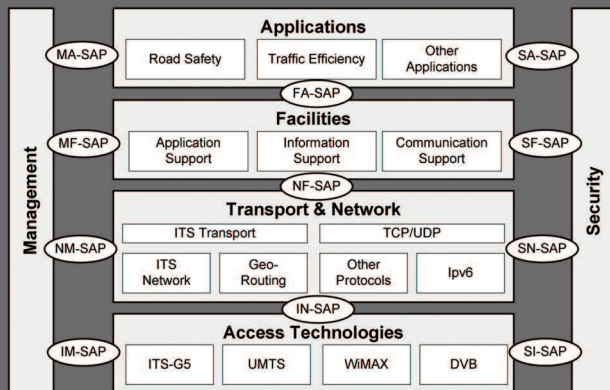 Applications
MA-SAP
Road Safety
Traffic Efficiency
Other
Applications
SA-SAP
FA-SAP
Facilities
MF-SAP
Application
Support
Information
Support
Communication
Support
SF-SAP
NF-SAP
Management
Security
Transport & Network
ITS Transport
TCP/UDP
NM-SAP
ITS
Network
Geo-
Routing
Other
Protocols
Ipv6
SN-SAP
IN-SAP
Access Technologies
IM-SAP
ITS-G5
UMTS
WiMAX
DVB
SI-SAP